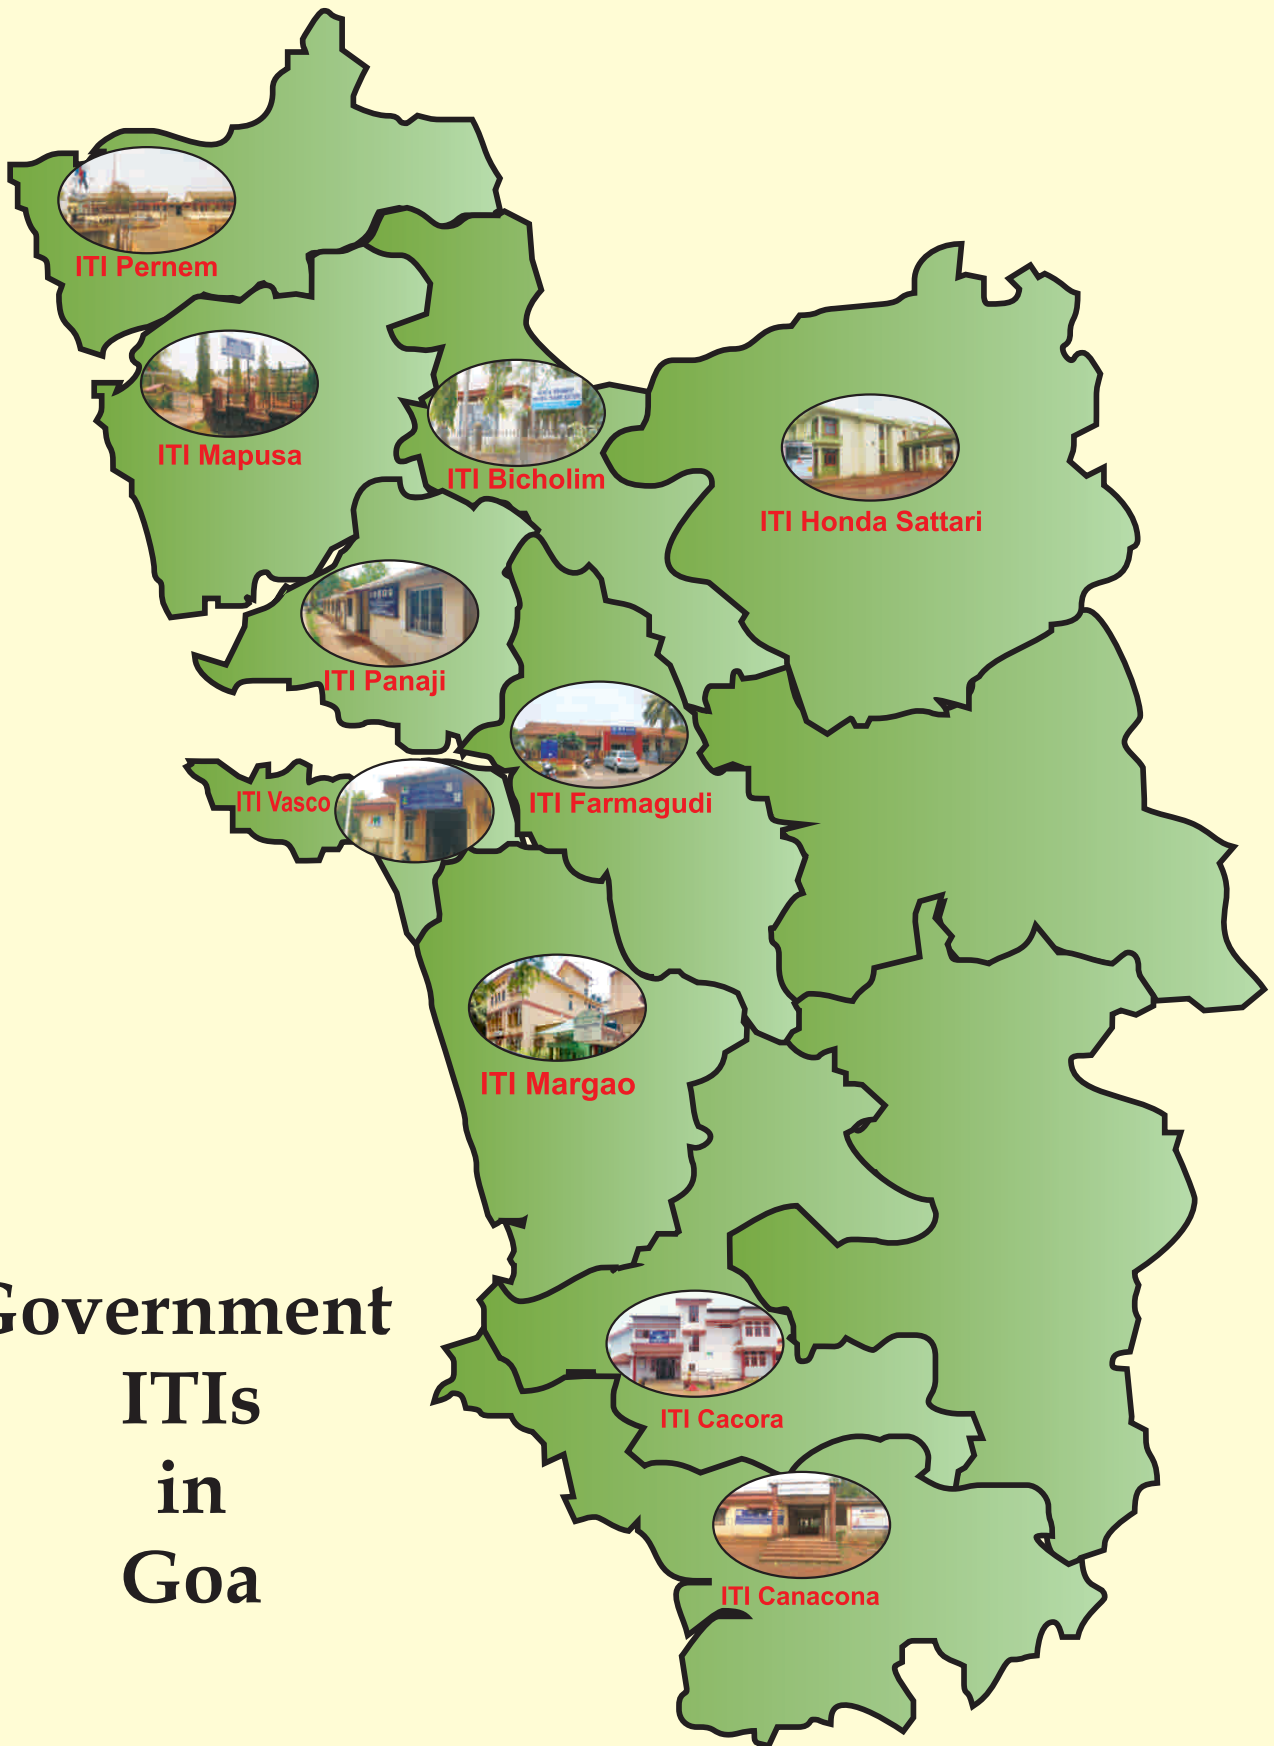 ITI Pernem
ITI Mapusa
ITI Bicholim
ITI Honda Sattari
ITI Panaji
ITI Vasco
ITI Farmagudi
ITI Margao
Government
ITIs
in
Goa
ITI Cacora
ITI Canacona